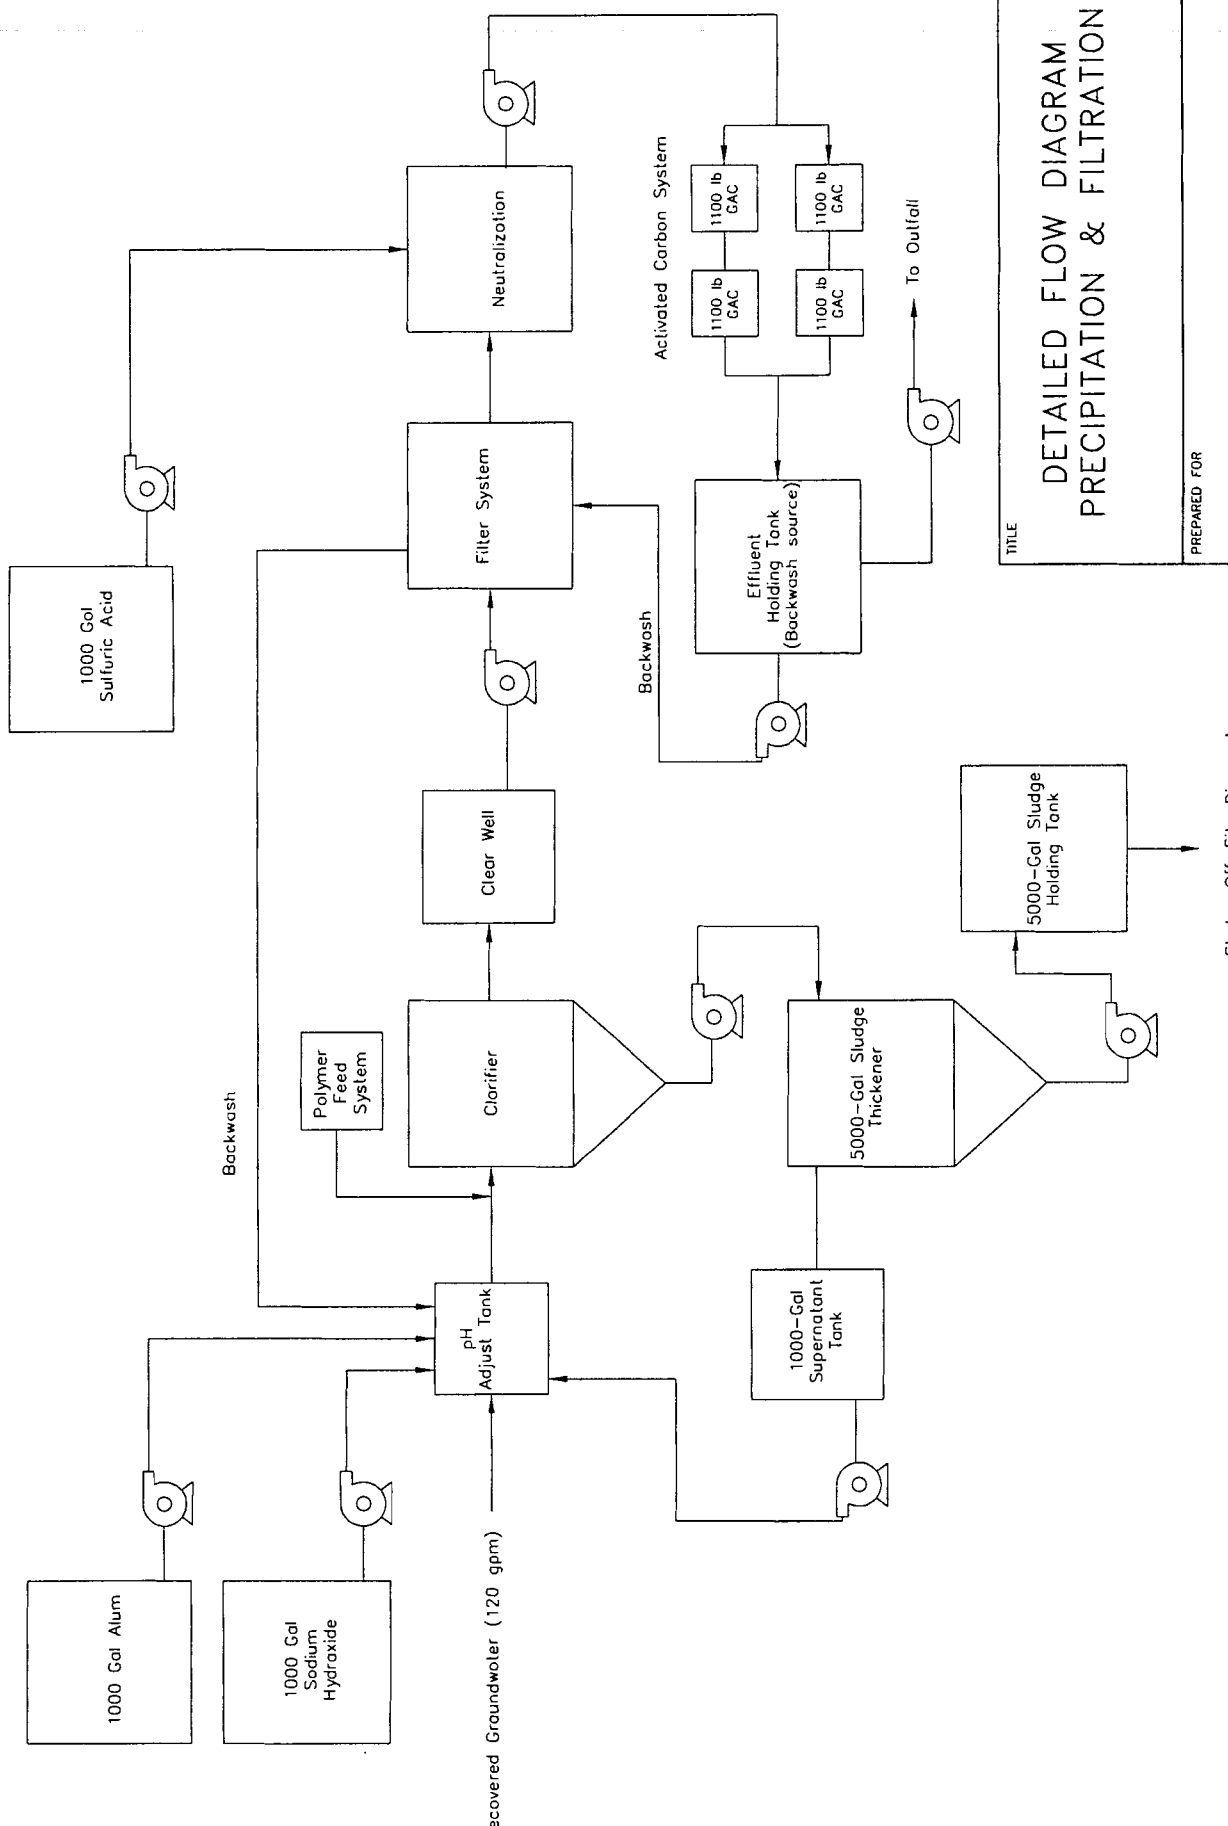 1000 Gal Alum
1000 Gal
Sodium
Hydroxide
ecovered Groundwater (120 gpm)
Backwash
pH
Adjust Tank
Polymer
Feed
System
Clarifier
Clear Well
Filter System
Neutralization
1000 Gal
Sulfuric Acid
1000-Gal
Supernatant
Tank
5000-Gal Sludge
Thickener
5000-Gal Sludge
Holding Tank
Backwash
Effluent
Holding Tank
(Backwash source)
Activated Carbon System
1100 lb
GAC
1100 lb
GAC
1100 lb
GAC
1100 lb
GAC
To Outfall
TITLE
DETAILED FLOW DIAGRAM
PRECIPITATION & FILTRATION
PREPARED FOR